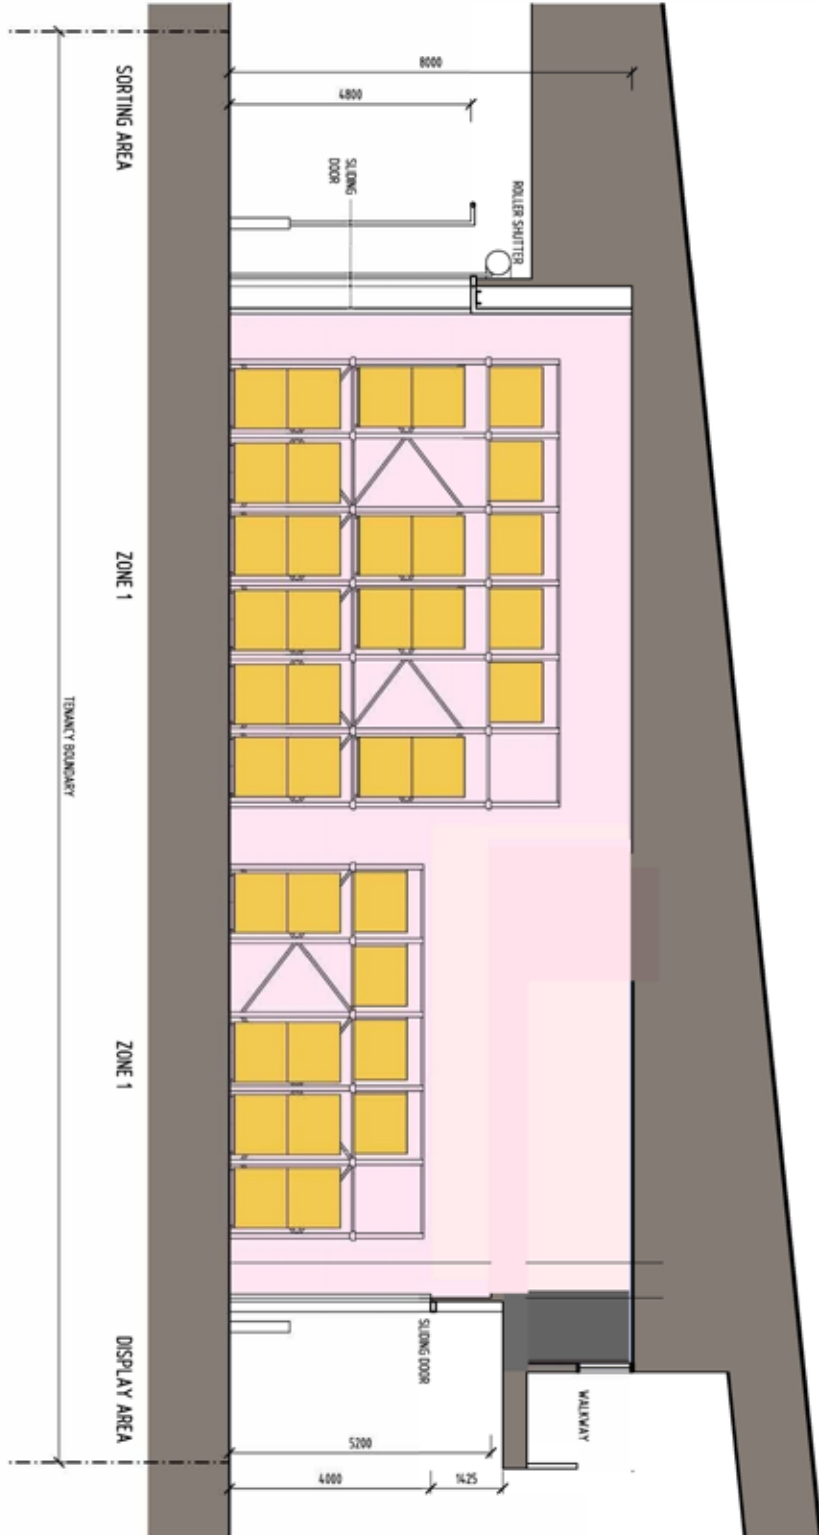 8000
4800
SORTING AREA
SLIDING
DOOR
ROLLER SHUTTER
ZONE 1
TENANCY BOUNDARY
ZONE 1
DISPLAY AREA
SLIDING DOOR
WALKWAY
5200
4000
1425